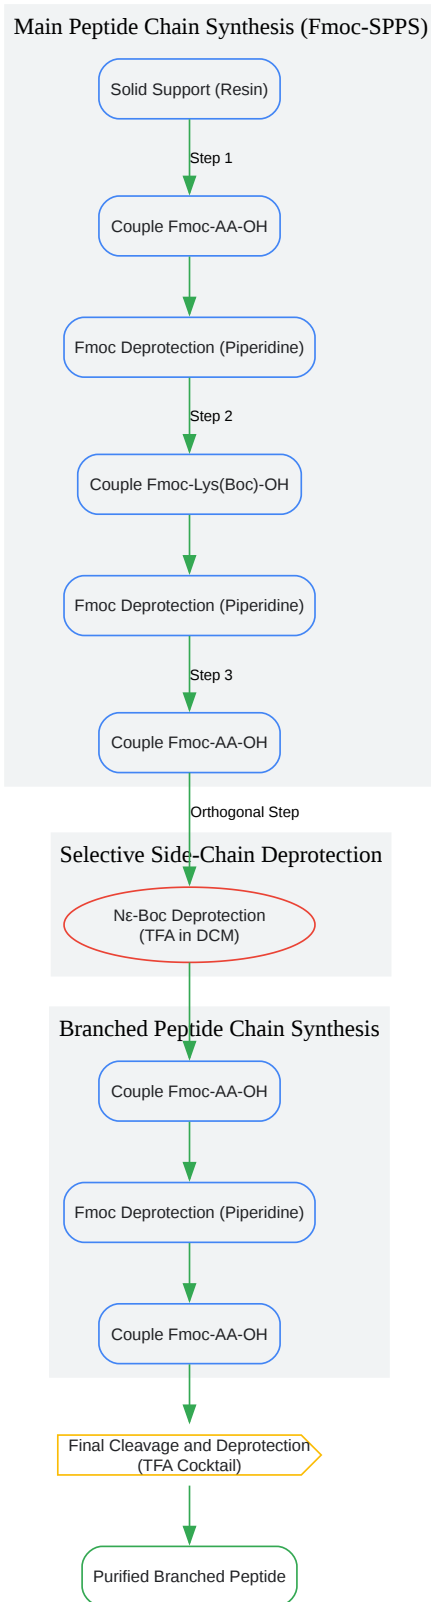 Main Peptide Chain Synthesis (Fmoc-SPPS)
Solid Support (Resin)
Step 1
Couple Fmoc-AA-OH
Fmoc Deprotection (Piperidine)
Step 2
Couple Fmoc-Lys(Boc)-OH
Fmoc Deprotection (Piperidine)
Step 3
Couple Fmoc-AA-OH
Orthogonal Step
Selective Side-Chain Deprotection
Nε-Boc Deprotection
(TFA in DCM)
Branched Peptide Chain Synthesis
Couple Fmoc-AA-OH
Fmoc Deprotection (Piperidine)
Couple Fmoc-AA-OH
Final Cleavage and Deprotection
(TFA Cocktail)
Purified Branched Peptide